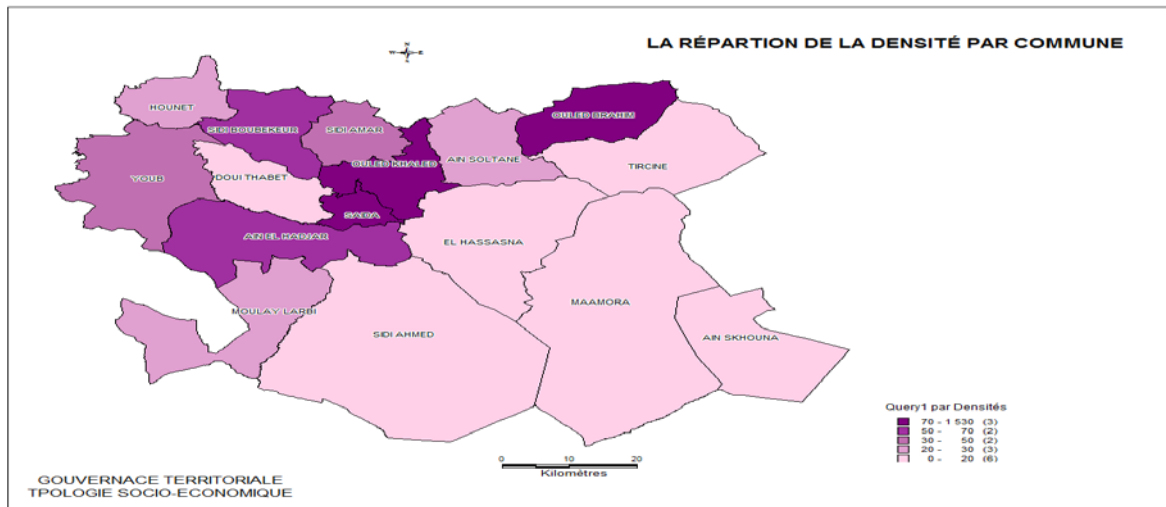 LA RÉPARTION DE LA DENSITÉ PAR COMMUNE
N
W E
S
HOUNET
OULED BRAHIM
SIDI BOUBEKEUR
SIDI AMAR
OULED KHALED
AIN SOLTANE
TIRCINE
YOUB
DOUI THABET
SAIDA
AIN EL HADJAR
EL HASSASNA
MAAMORA
MOULAY LARBI
SIDI AHMED
AIN SKHOUNA
Query1 par Densités
70 - 1 530 (3)
50 - 70 (2)
30 - 50 (2)
20 - 30 (3)
0 - 20 (6)
0 10 20
Kilomètres
GOUVERNACE TERRITORIALE
TPOLOGIE SOCIO-ECONOMIQUE